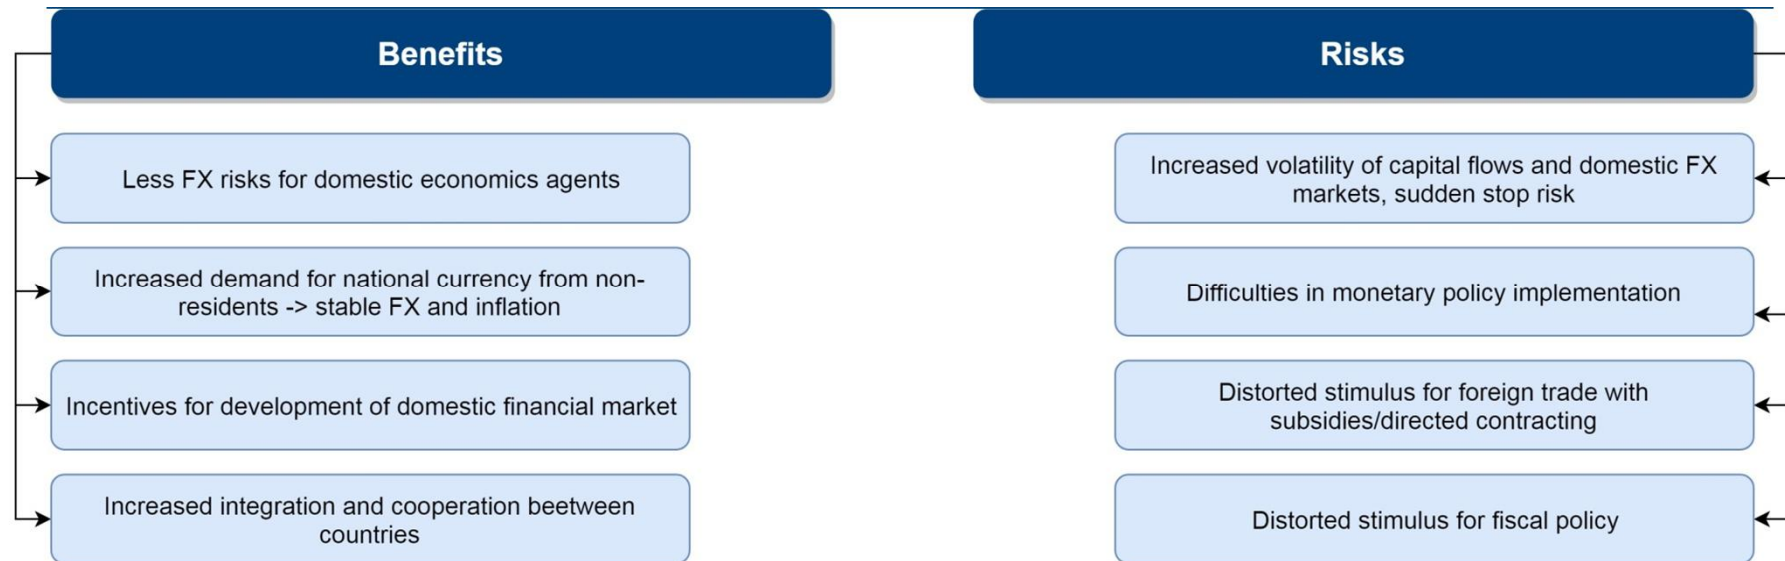 Benefits
Less FX risks for domestic economics agents
Increased demand for national currency from non-
residents -> stable FX and inflation
Incentives for development of domestic financial market
Increased integration and cooperation beetween
countries
Risks
Increased volatility of capital flows and domestic FX
markets, sudden stop risk
Difficulties in monetary policy implementation
Distorted stimulus for foreign trade with
subsidies/directed contracting
Distorted stimulus for fiscal policy